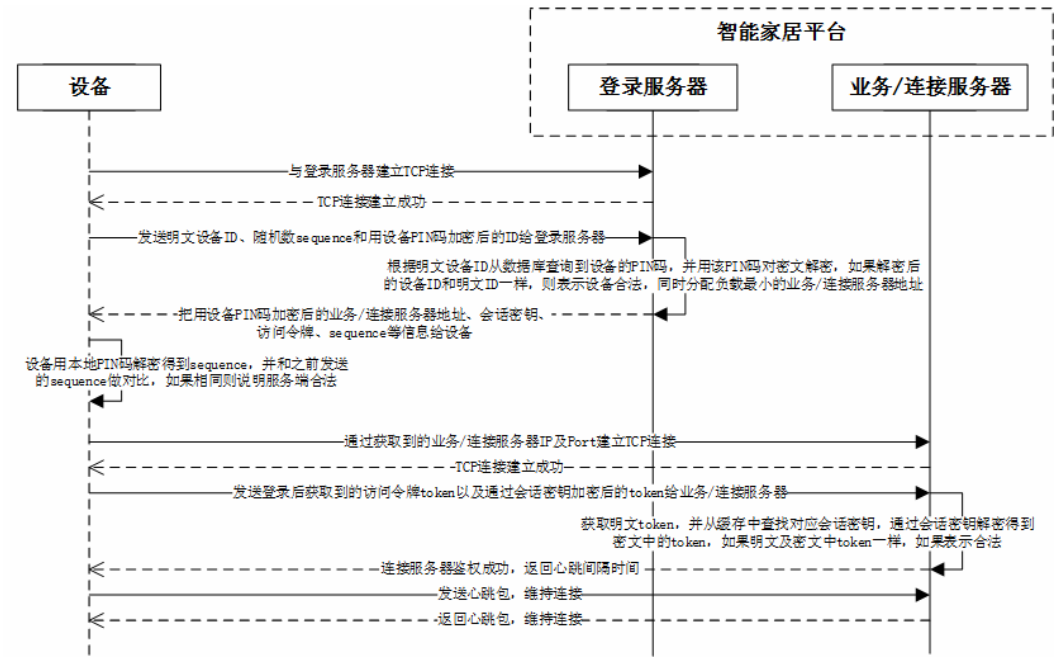 智能家居平台
设备
登录服务器
业务/连接服务器
与登录服务器建立TCP连接
TCP连接建立成功
发送明文设备ID、随机数sequence和用设备PIN码加密后的ID给登录服务器
根据明文设备ID从数据库查询到设备的PIN码，并用该PIN码对密文解密，如果解密后
的设备ID和明文ID一样，则表示设备合法，同时分配负载最小的业务/连接服务器地址
把用设备PIN码加密后的业务/连接服务器地址、会话密钥、
访问令牌、sequence等信息给设备
设备用本地PIN码解密得到sequence，并和之前发送
的sequence做对比，如果相同则说明服务端合法
通过获取到的业务/连接服务器IP及Port建立TCP连接
TCP连接建立成功
发送登录后获取到的访问令牌token以及通过会话密钥加密后的token给业务/连接服务器
获取明文token，并从缓存中查找对应会话密钥，通过会话密钥解密得到
密文中的token，如果明文及密文中token一样，如果表示合法
连接服务器鉴权成功，返回心跳间隔时间
发送心跳包，维持连接
返回心跳包，维持连接